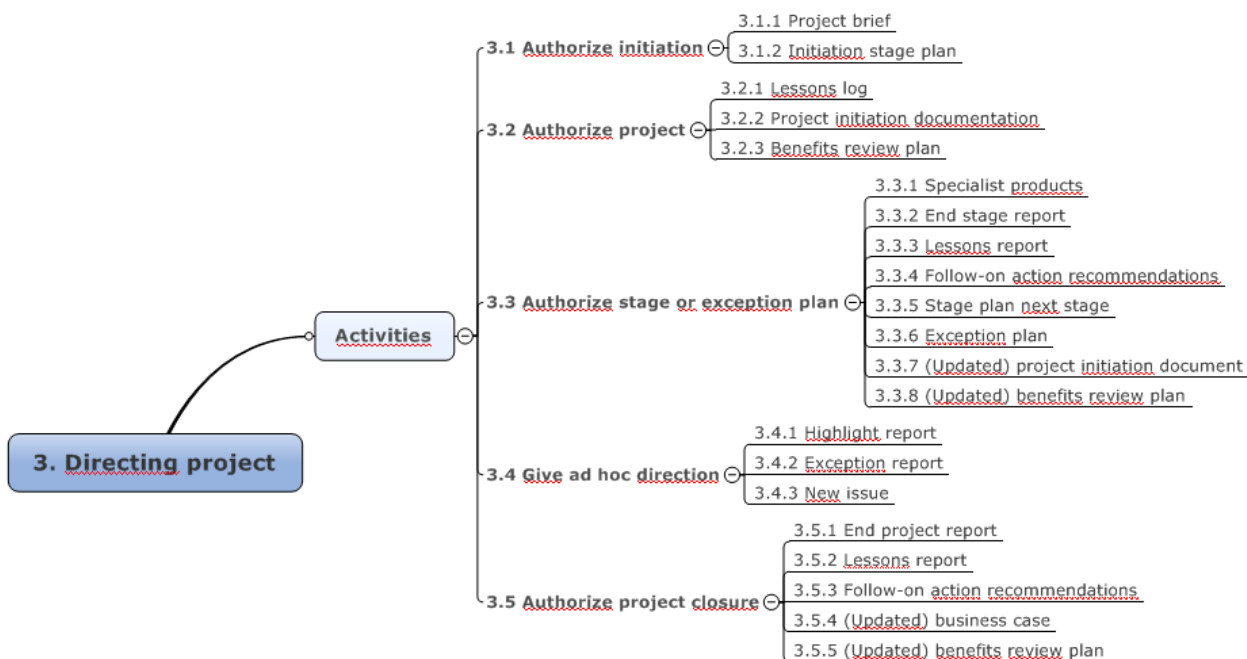 3. Directing project
Activities
3.1 Authorize initiation
3.1.1 Project brief
3.1.2 Initiation stage plan
3.2 Authorize project
3.2.1 Lessons log
3.2.2 Project initiation documentation
3.2.3 Benefits review plan
3.3 Authorize stage or exception plan
3.3.1 Specialist products
3.3.2 End stage report
3.3.3 Lessons report
3.3.4 Follow-on action recommendations
3.3.5 Stage plan next stage
3.3.6 Exception plan
3.3.7 (Updated) project initiation document
3.3.8 (Updated) benefits review plan
3.4 Give ad hoc direction
3.4.1 Highlight report
3.4.2 Exception report
3.4.3 New issue
3.5 Authorize project closure
3.5.1 End project report
3.5.2 Lessons report
3.5.3 Follow-on action recommendations
3.5.4 (Updated) business case
3.5.5 (Updated) benefits review plan